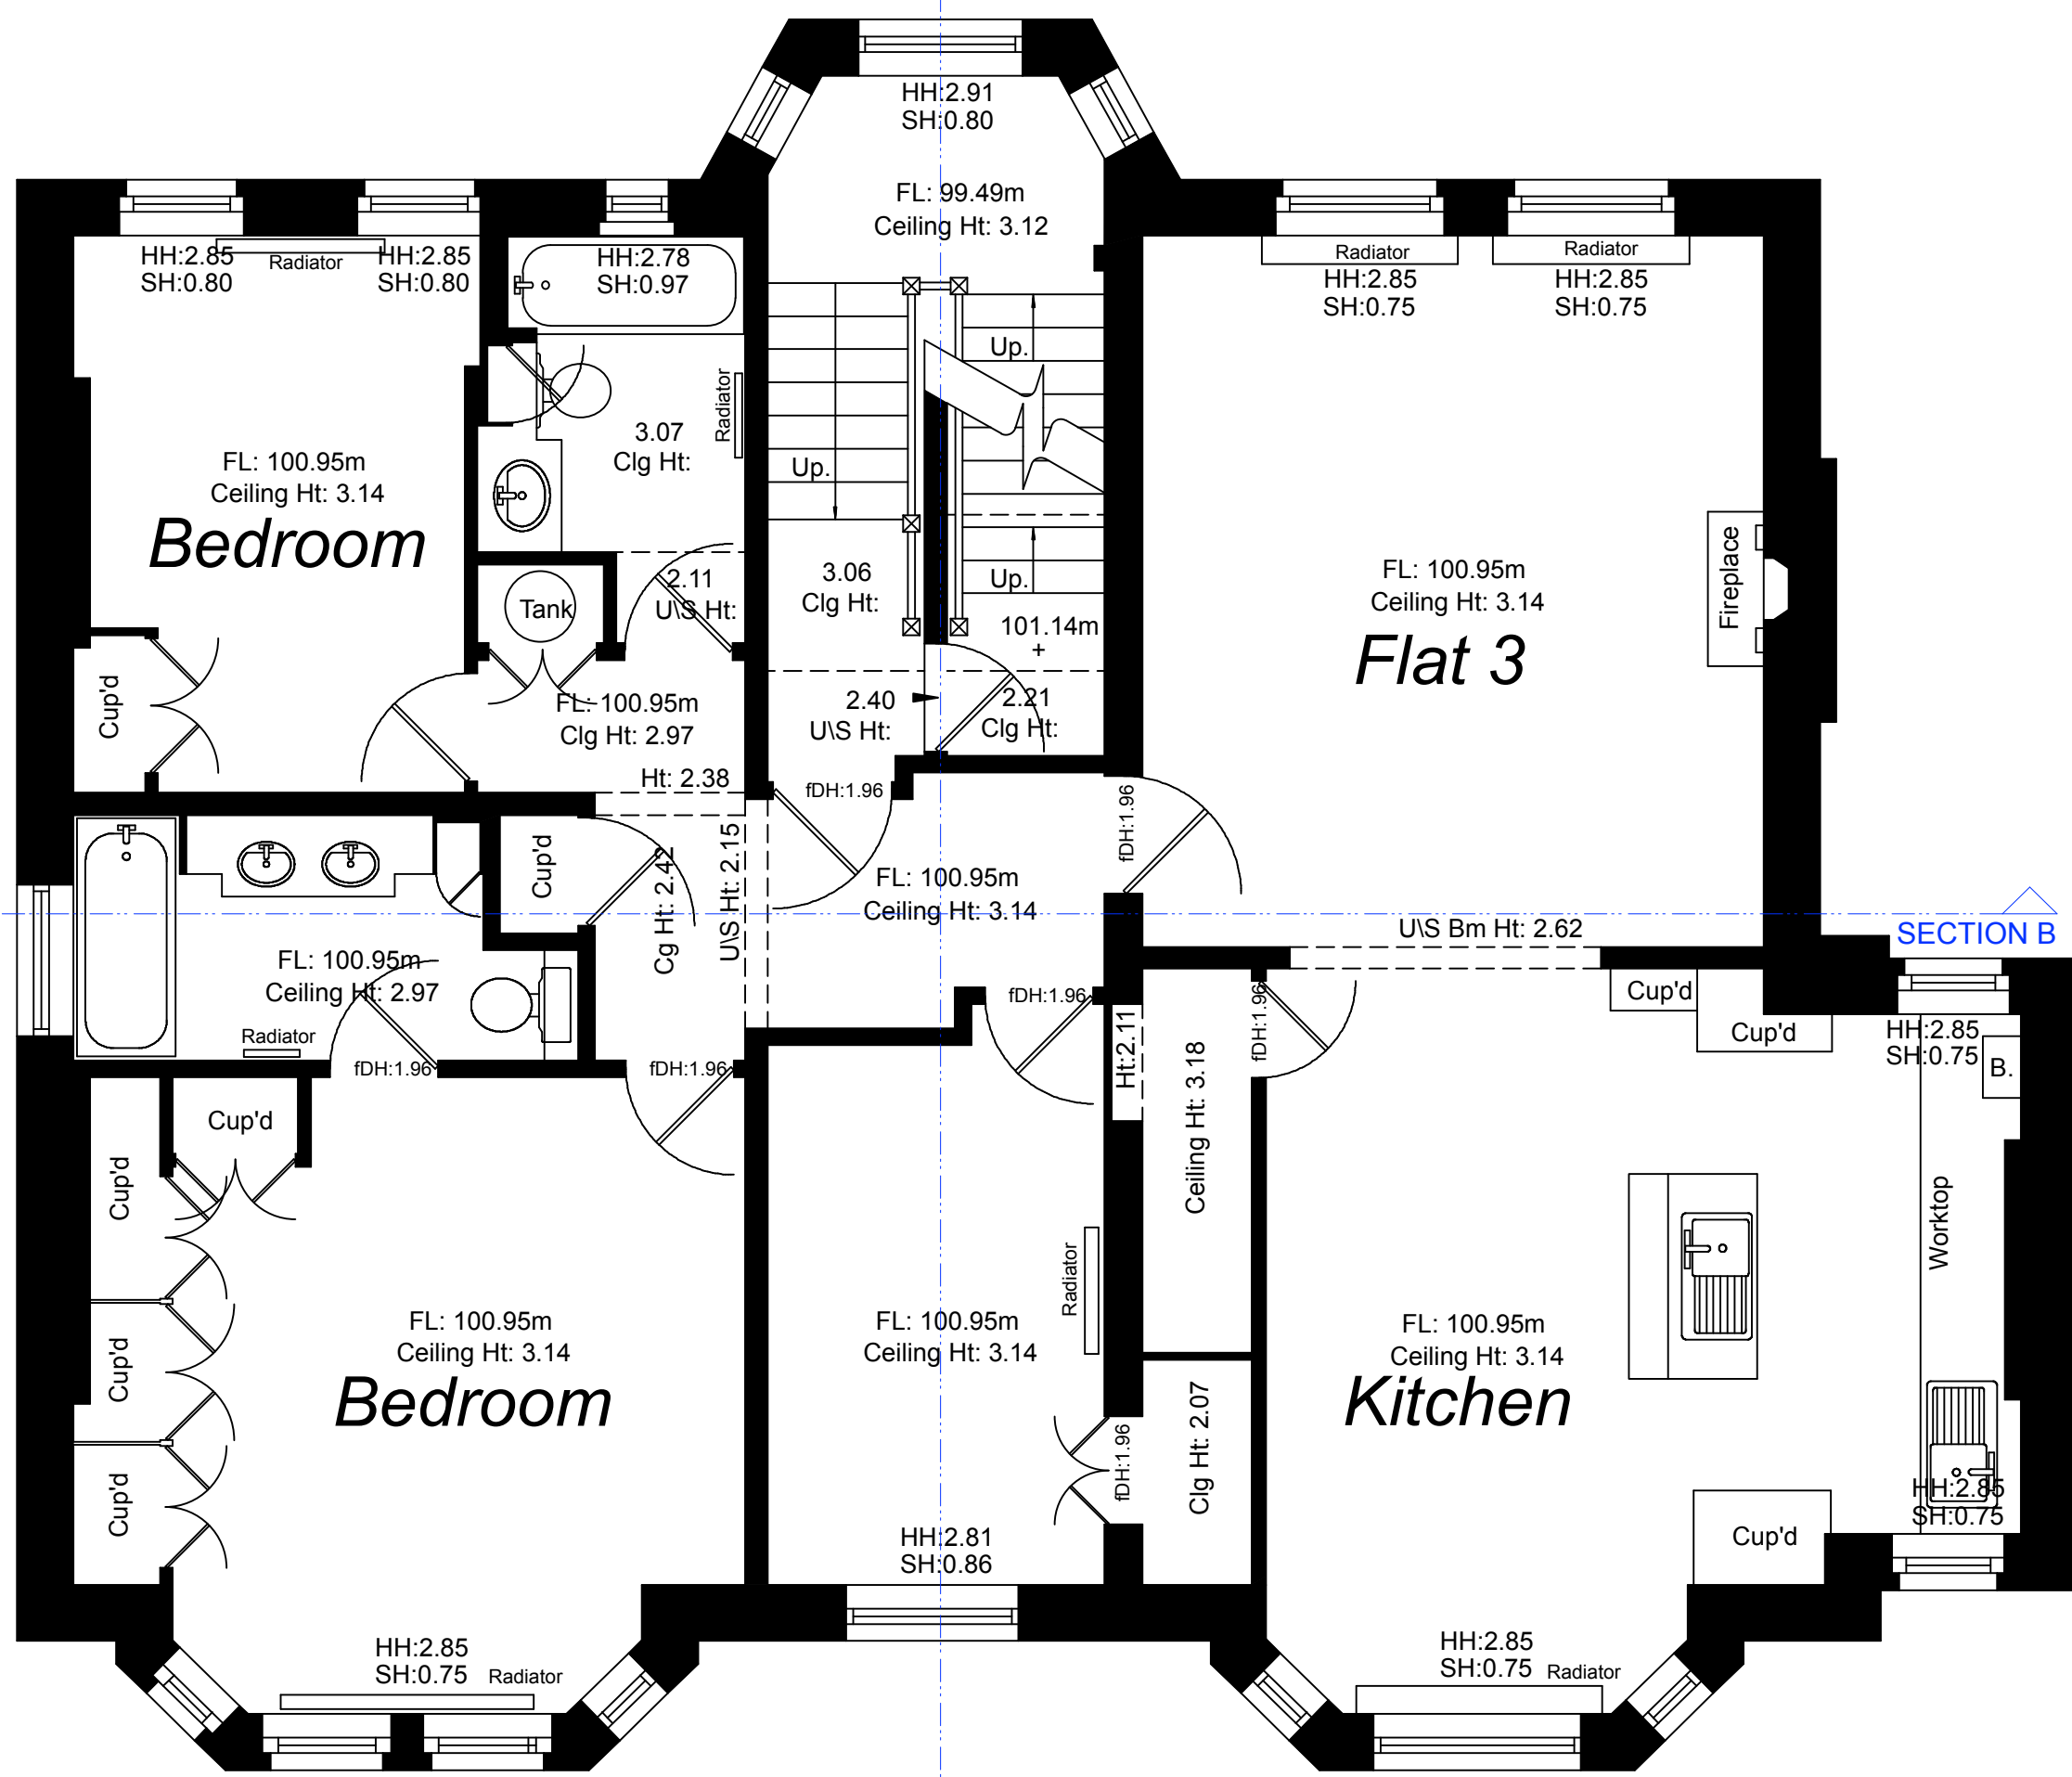 HH:2.91
SH:0.80
FL: 99.49m
Ceiling Ht: 3.12
HH:2.85
SH:0.80
Radiator
HH:2.85
SH:0.80
HH:2.78
SH:0.97
Radiator
HH:2.85
SH:0.75
Radiator
HH:2.85
SH:0.75
Up.
Radiator
3.07
Clg Ht:
Up.
FL: 100.95m
Ceiling Ht: 3.14
Bedroom
Tank
2.11
U\S Ht:
3.06
Clg Ht:
Up.
101.14m
+
FL: 100.95m
Ceiling Ht: 3.14
Flat 3
Fireplace
Cup'd
FL: 100.95m
Clg Ht: 2.97
2.40
U\S Ht:
2.21
Clg Ht:
Ht: 2.38
fDH:1.96
fDH:1.96
Cup'd
Cg Ht: 2.42
U\S Ht: 2.15
FL: 100.95m
Ceiling Ht: 3.14
U\S Bm Ht: 2.62
SECTION B
FL: 100.95m
Ceiling Ht: 2.97
Radiator
fDH:1.96
fDH:1.96
fDH:1.96
Ht:2.11
Ceiling Ht: 3.18
fDH:1.96
Cup'd
Cup'd
HH:2.85
SH:0.75
B.
Cup'd
Cup'd
Worktop
Radiator
Cup'd
FL: 100.95m
Ceiling Ht: 3.14
Bedroom
FL: 100.95m
Ceiling Ht: 3.14
FL: 100.95m
Ceiling Ht: 3.14
Kitchen
Cup'd
fDH:1.96
Clg Ht: 2.07
HH:2.81
SH:0.86
Cup'd
HH:2.85
SH:0.75
HH:2.85
SH:0.75
Radiator
HH:2.85
SH:0.75
Radiator